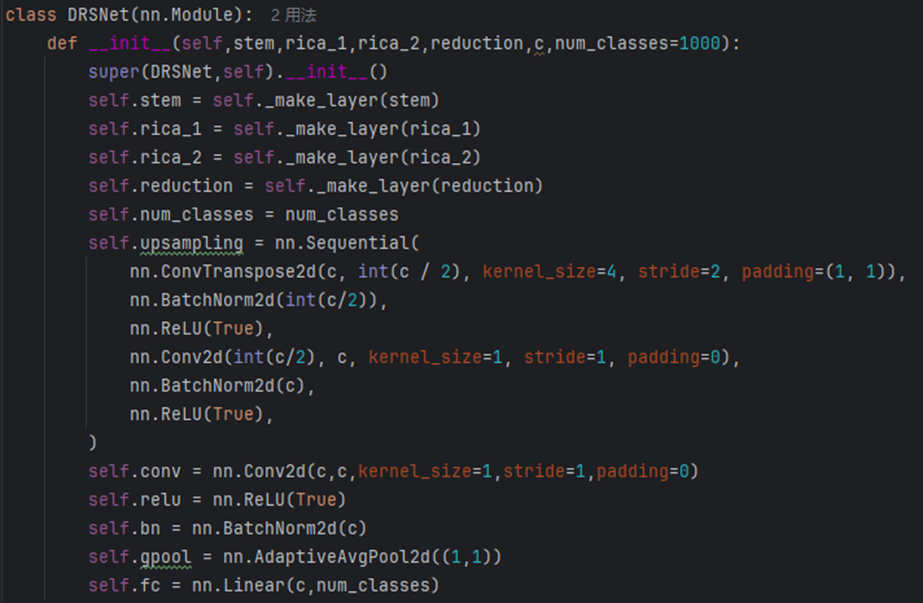 class DRSNet(nn.Module):  2 用法
    def __init__(self,stem,rica_1,rica_2,reduction,c,num_classes=1000):
        super(DRSNet,self).__init__()
        self.stem = self._make_layer(stem)
        self.rica_1 = self._make_layer(rica_1)
        self.rica_2 = self._make_layer(rica_2)
        self.reduction = self._make_layer(reduction)
        self.num_classes = num_classes
        self.upsampling = nn.Sequential(
            nn.ConvTranspose2d(c, int(c / 2), kernel_size=4, stride=2, padding=(1, 1)),
            nn.BatchNorm2d(int(c/2)),
            nn.ReLU(True),
            nn.Conv2d(int(c/2), c, kernel_size=1, stride=1, padding=0),
            nn.BatchNorm2d(c),
            nn.ReLU(True),
        )
        self.conv = nn.Conv2d(c,c,kernel_size=1,stride=1,padding=0)
        self.relu = nn.ReLU(True)
        self.bn = nn.BatchNorm2d(c)
        self.gpool = nn.AdaptiveAvgPool2d((1,1))
        self.fc = nn.Linear(c,num_classes)